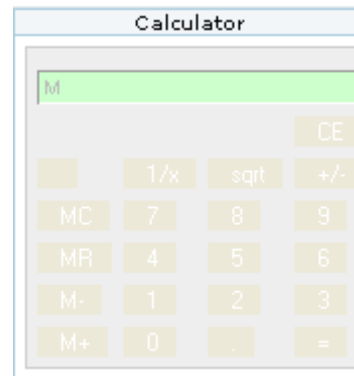 Calculator
M
CE
1/x sqrt +/-
MC 7 8 9
MR 4 5 6
M- 1 2 3
M+ 0 . =